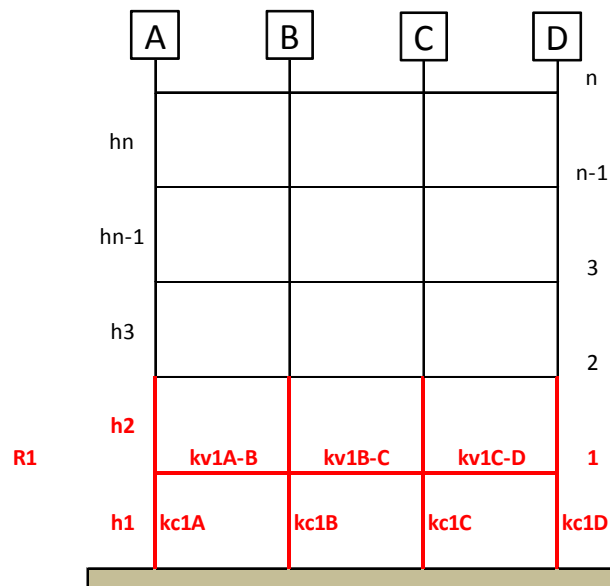 A B C D
n
hn
n-1
hn-1
3
h3
2
h2
R1 kv1A-B kv1B-C kv1C-D 1
h1 kc1A kc1B kc1C kc1D